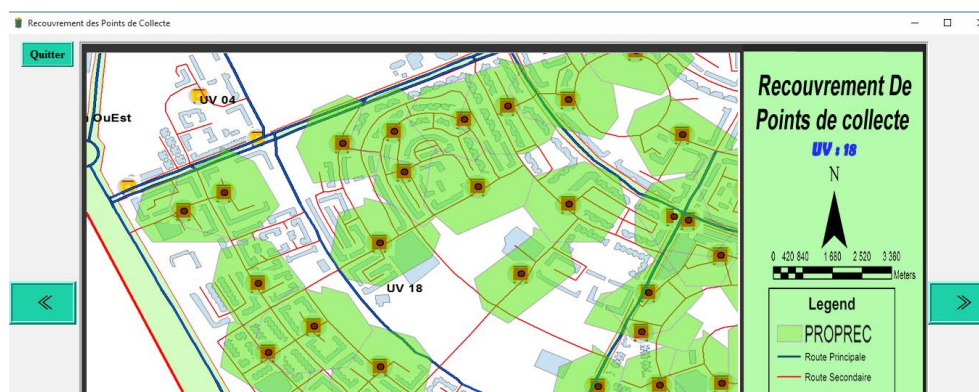 Recouvrement des Points de Collecte
Quitter
UV 04
OuEst
UV 18
Recouvrement De
Points de collecte
UV : 18
N
0 420 840 1 680 2 520 3 360
Meters
Legend
PROPREC
Route Principale
Route Secondaire